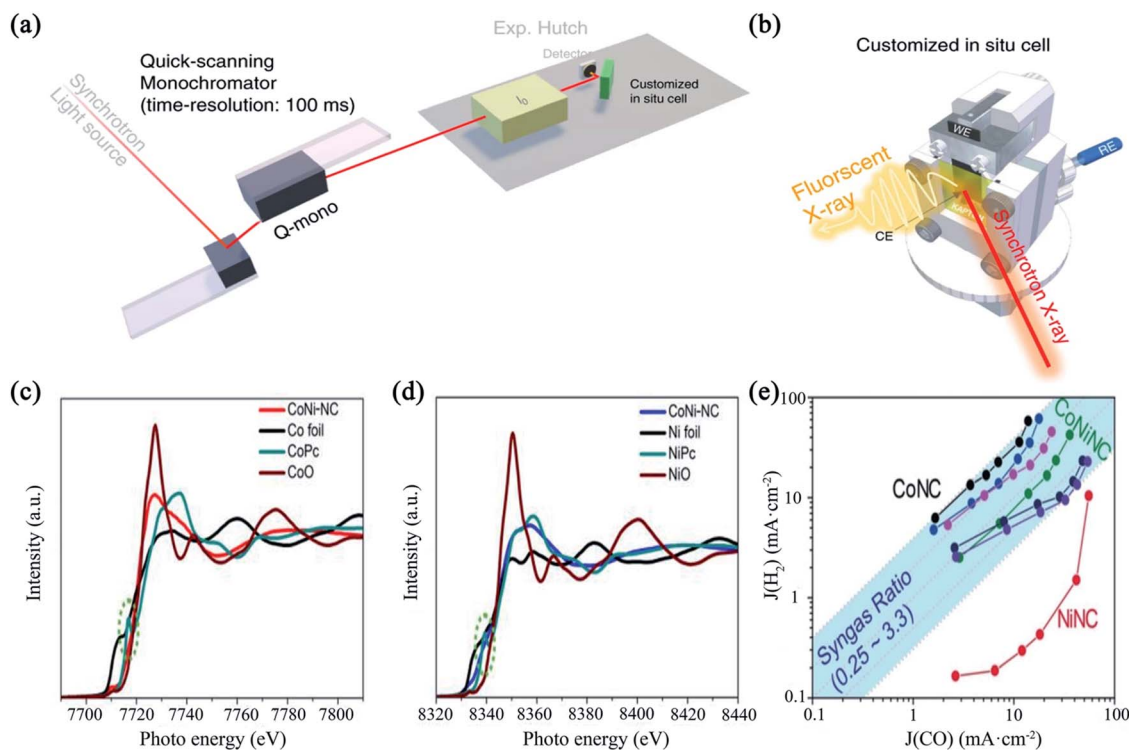 (a)
Exp. Hutch
Detector
Quick-scanning
Monochromator
(time-resolution: 100 ms)
Customized
in situ cell
I₀
Synchrotron
Light source
Q-mono
(b)
Customized in situ cell
WE
RE
Fluorscent
X-ray
CE
KAPTON
Synchrotron X-ray
(c)
CoNi-NC
Co foil
CoPc
CoO
Intensity (a.u.)
7700 7720 7740 7760 7780 7800
Photo energy (eV)
(d)
CoNi-NC
Ni foil
NiPc
NiO
Intensity (a.u.)
8320 8340 8360 8380 8400 8420 8440
Photo energy (eV)
(e)
100
10
1
0.1
J(H₂) (mA·cm⁻²)
CoNC
CoNiNC
NiNC
Syngas Ratio
(0.25 ~ 3.3)
0.1 1 10 100
J(CO) (mA·cm⁻²)